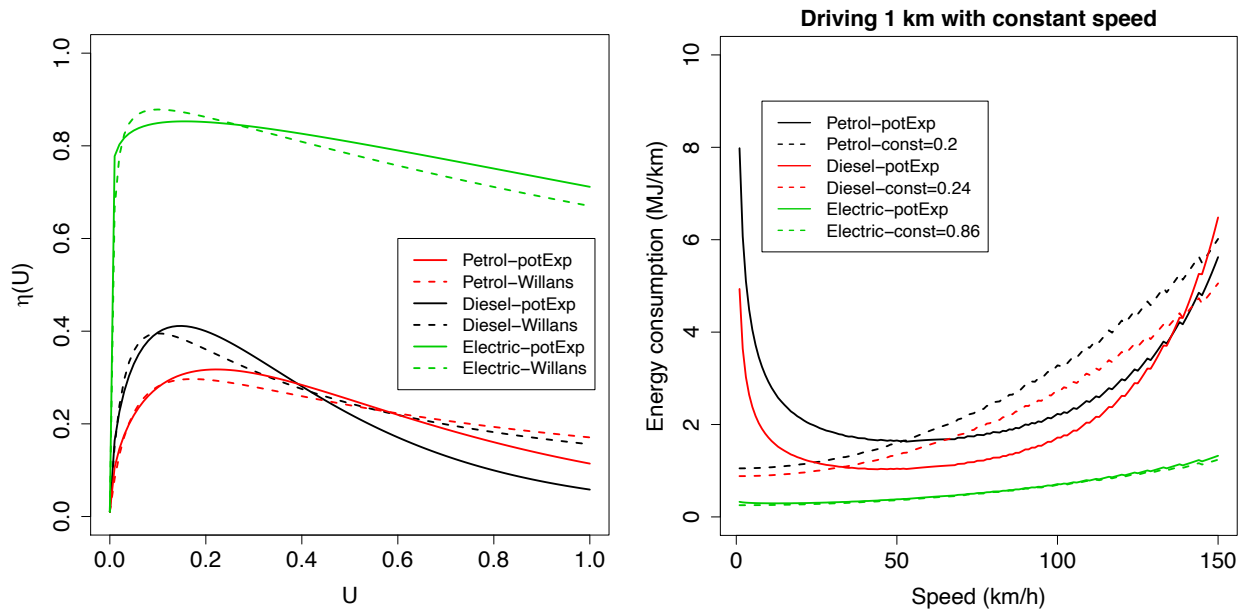 1.0
0.8
0.6
0.4
0.2
0.0
η(U)
Petrol−potExp
Petrol−Willans
Diesel−potExp
Diesel−Willans
Electric−potExp
Electric−Willans
0.0 0.2 0.4 0.6 0.8 1.0
U
Driving 1 km with constant speed
10
8
6
4
2
0
Energy consumption (MJ/km)
Petrol−potExp
Petrol−const=0.2
Diesel−potExp
Diesel−const=0.24
Electric−potExp
Electric−const=0.86
0 50 100 150
Speed (km/h)